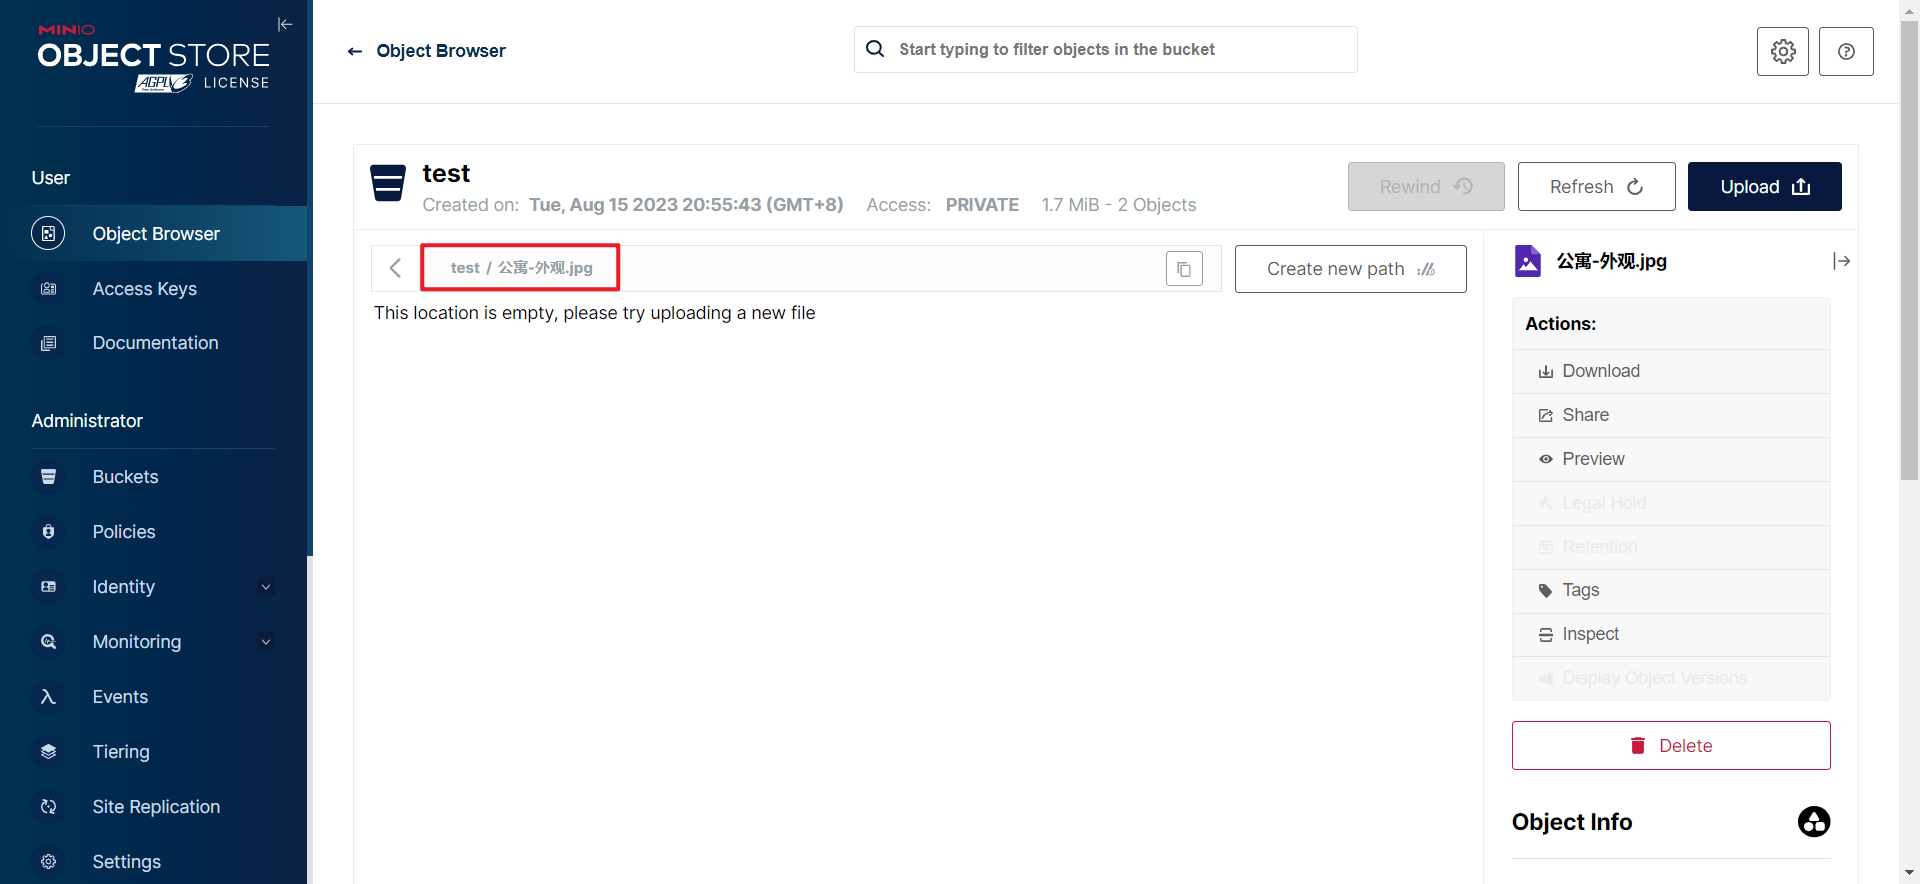 MINIO
OBJECT STORE
AGPL v3 LICENSE
Free Software
Object Browser
Start typing to filter objects in the bucket
User
Object Browser
Access Keys
Documentation
Administrator
Buckets
Policies
Identity
Monitoring
Events
Tiering
Site Replication
Settings
test
Created on: Tue, Aug 15 2023 20:55:43 (GMT+8) Access: PRIVATE 1.7 MiB - 2 Objects
Rewind
Refresh
Upload
test / 公寓-外观.jpg
Create new path
This location is empty, please try uploading a new file
公寓-外观.jpg
Actions:
Download
Share
Preview
Legal Hold
Retention
Tags
Inspect
Display Object Versions
Delete
Object Info